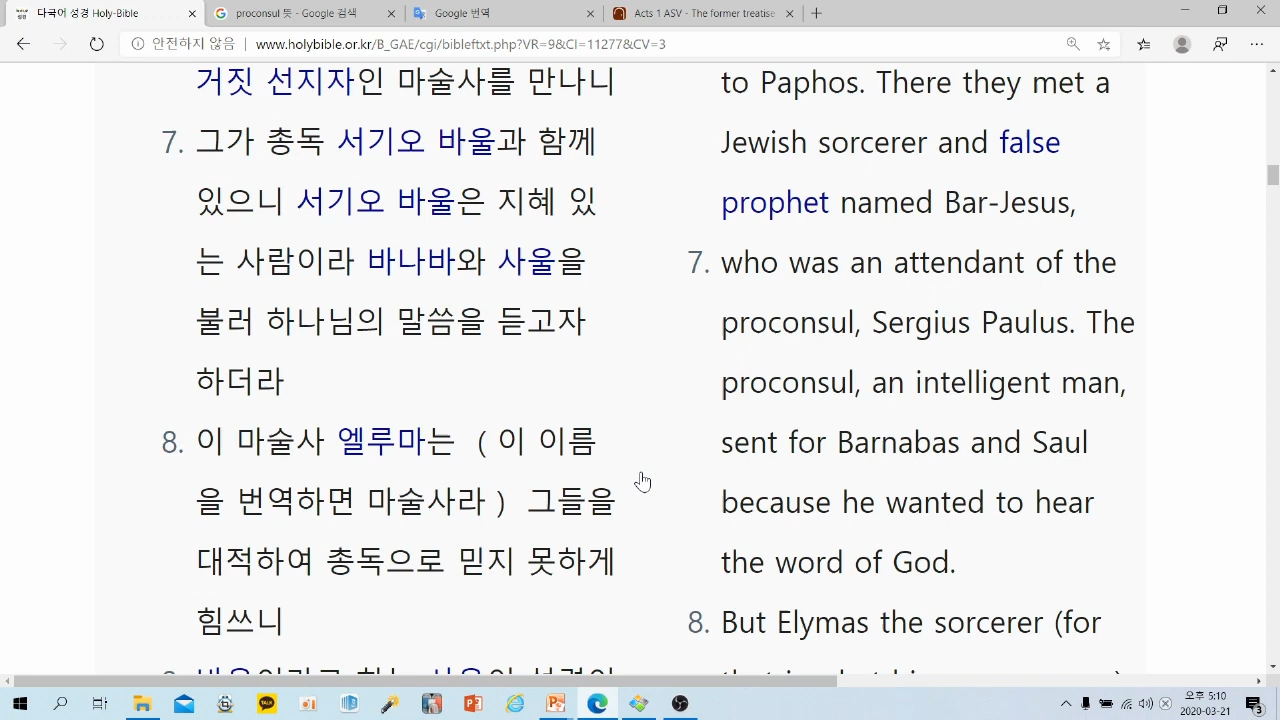 다국어 성경 Holy-Bible
proconsul 뜻 - Google 검색
Google 번역
Acts 1 ASV - The former treatise
안전하지 않음
www.holybible.or.kr/B_GAE/cgi/bibleftxt.php?VR=9&CI=11277&CV=3
거짓 선지자인 마술사를 만나니
7. 그가 총독 서기오 바울과 함께
있으니 서기오 바울은 지혜 있
는 사람이라 바나바와 사울을
불러 하나님의 말씀을 듣고자
하더라
8. 이 마술사 엘루마는 ( 이 이름
을 번역하면 마술사라 ) 그들을
대적하여 총독으로 믿지 못하게
힘쓰니
to Paphos. There they met a
Jewish sorcerer and false
prophet named Bar-Jesus,
7. who was an attendant of the
proconsul, Sergius Paulus. The
proconsul, an intelligent man,
sent for Barnabas and Saul
because he wanted to hear
the word of God.
8. But Elymas the sorcerer (for
오후 5:10
2020-03-21